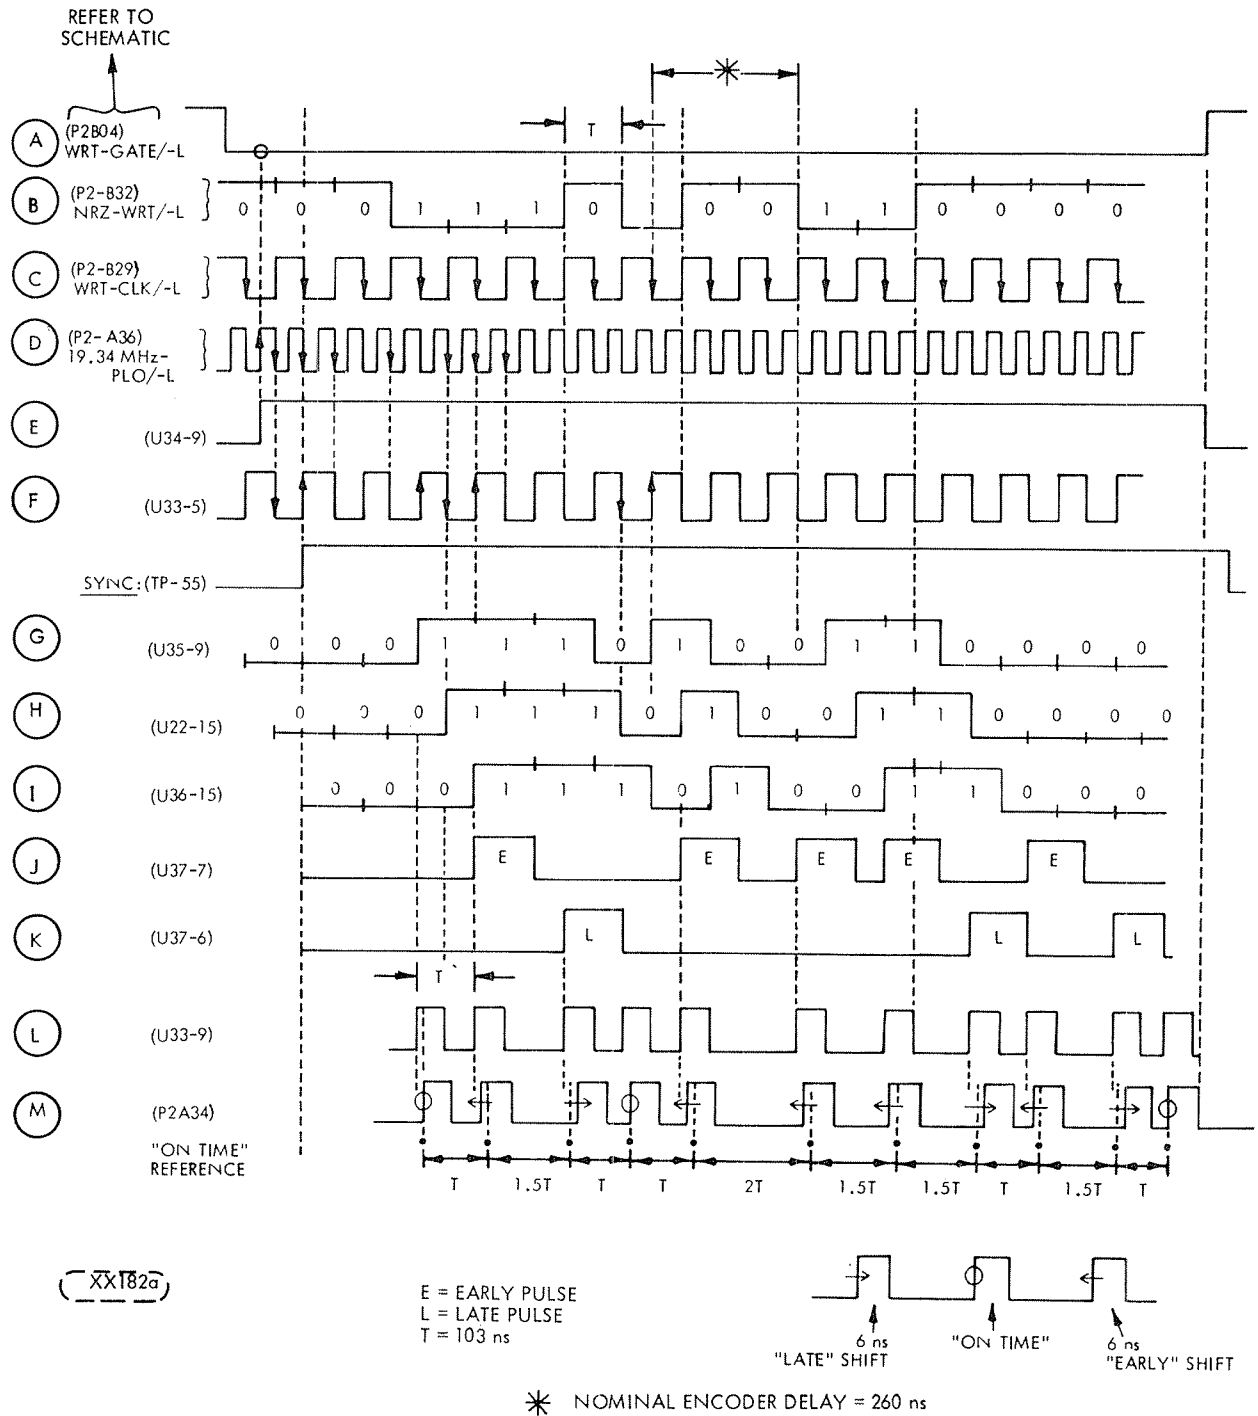 REFER TO
SCHEMATIC
A (P2B04)
WRT-GATE/-L
T
B (P2-B32)
NRZ-WRT/-L
0 0 0 1 1 1 0 0 0 1 1 0 0 0 0
C (P2-B29)
WRT-CLK/-L
D (P2-A36)
19.34 MHz-
PLO/-L
E (U34-9)
F (U33-5)
SYNC: (TP-55)
G (U35-9)
0 0 0 1 1 1 0 1 0 0 1 1 0 0 0 0
H (U22-15)
0 0 0 1 1 1 0 1 0 0 1 1 0 0 0 0
I (U36-15)
0 0 0 1 1 1 0 1 0 0 1 1 0 0 0
J (U37-7)
E E E E E
K (U37-6)
L L L
T
L (U33-9)
M (P2A34)
"ON TIME"
REFERENCE
T 1.5T T T 2T 1.5T 1.5T T 1.5T T
XX182a
E = EARLY PULSE
L = LATE PULSE
T = 103 ns
6 ns
"LATE" SHIFT
"ON TIME"
6 ns
"EARLY" SHIFT
NOMINAL ENCODER DELAY = 260 ns